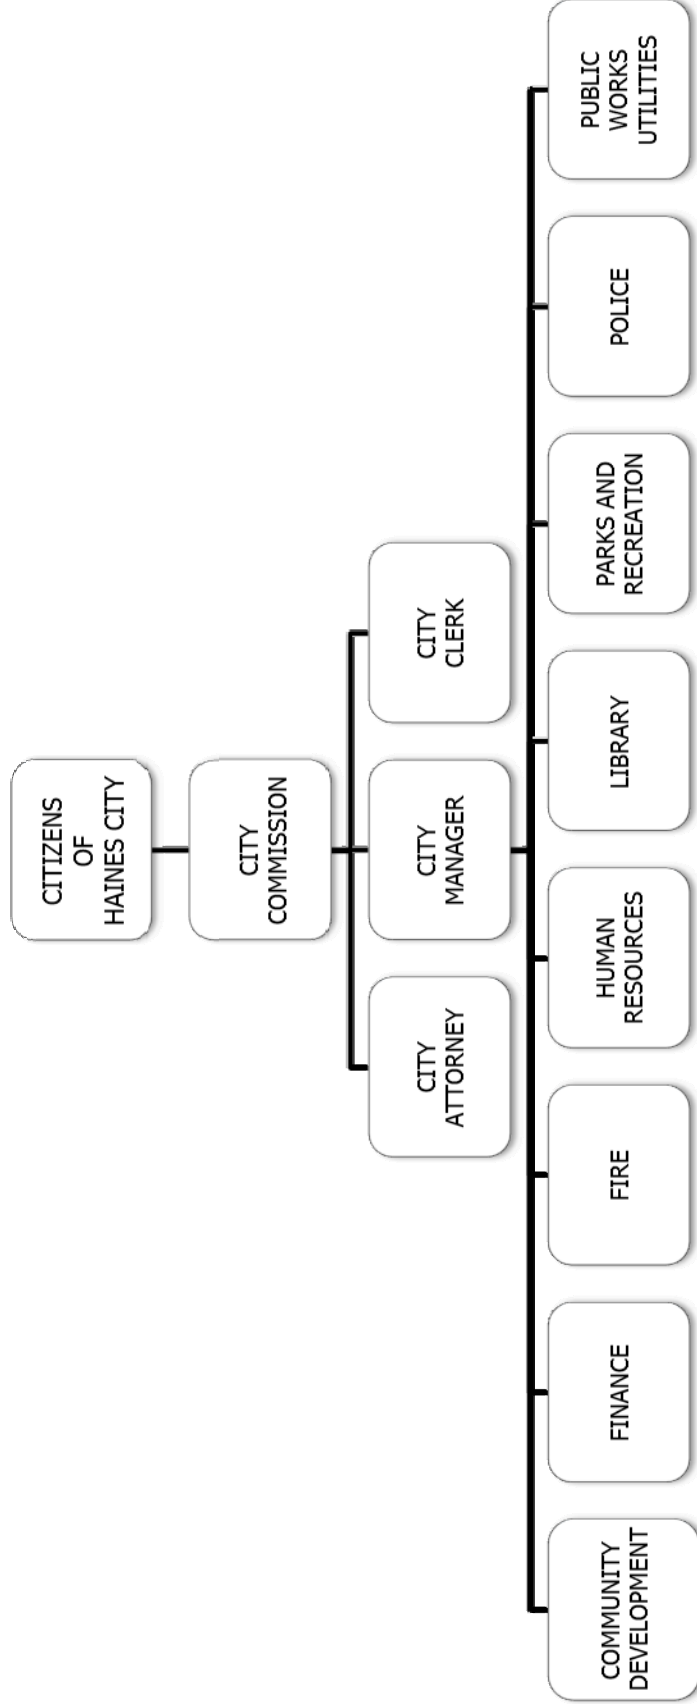 CITIZENS
OF
HAINES CITY
CITY
COMMISSION
CITY
ATTORNEY
CITY
MANAGER
CITY
CLERK
COMMUNITY
DEVELOPMENT
FINANCE
FIRE
HUMAN
RESOURCES
LIBRARY
PARKS AND
RECREATION
POLICE
PUBLIC
WORKS
UTILITIES